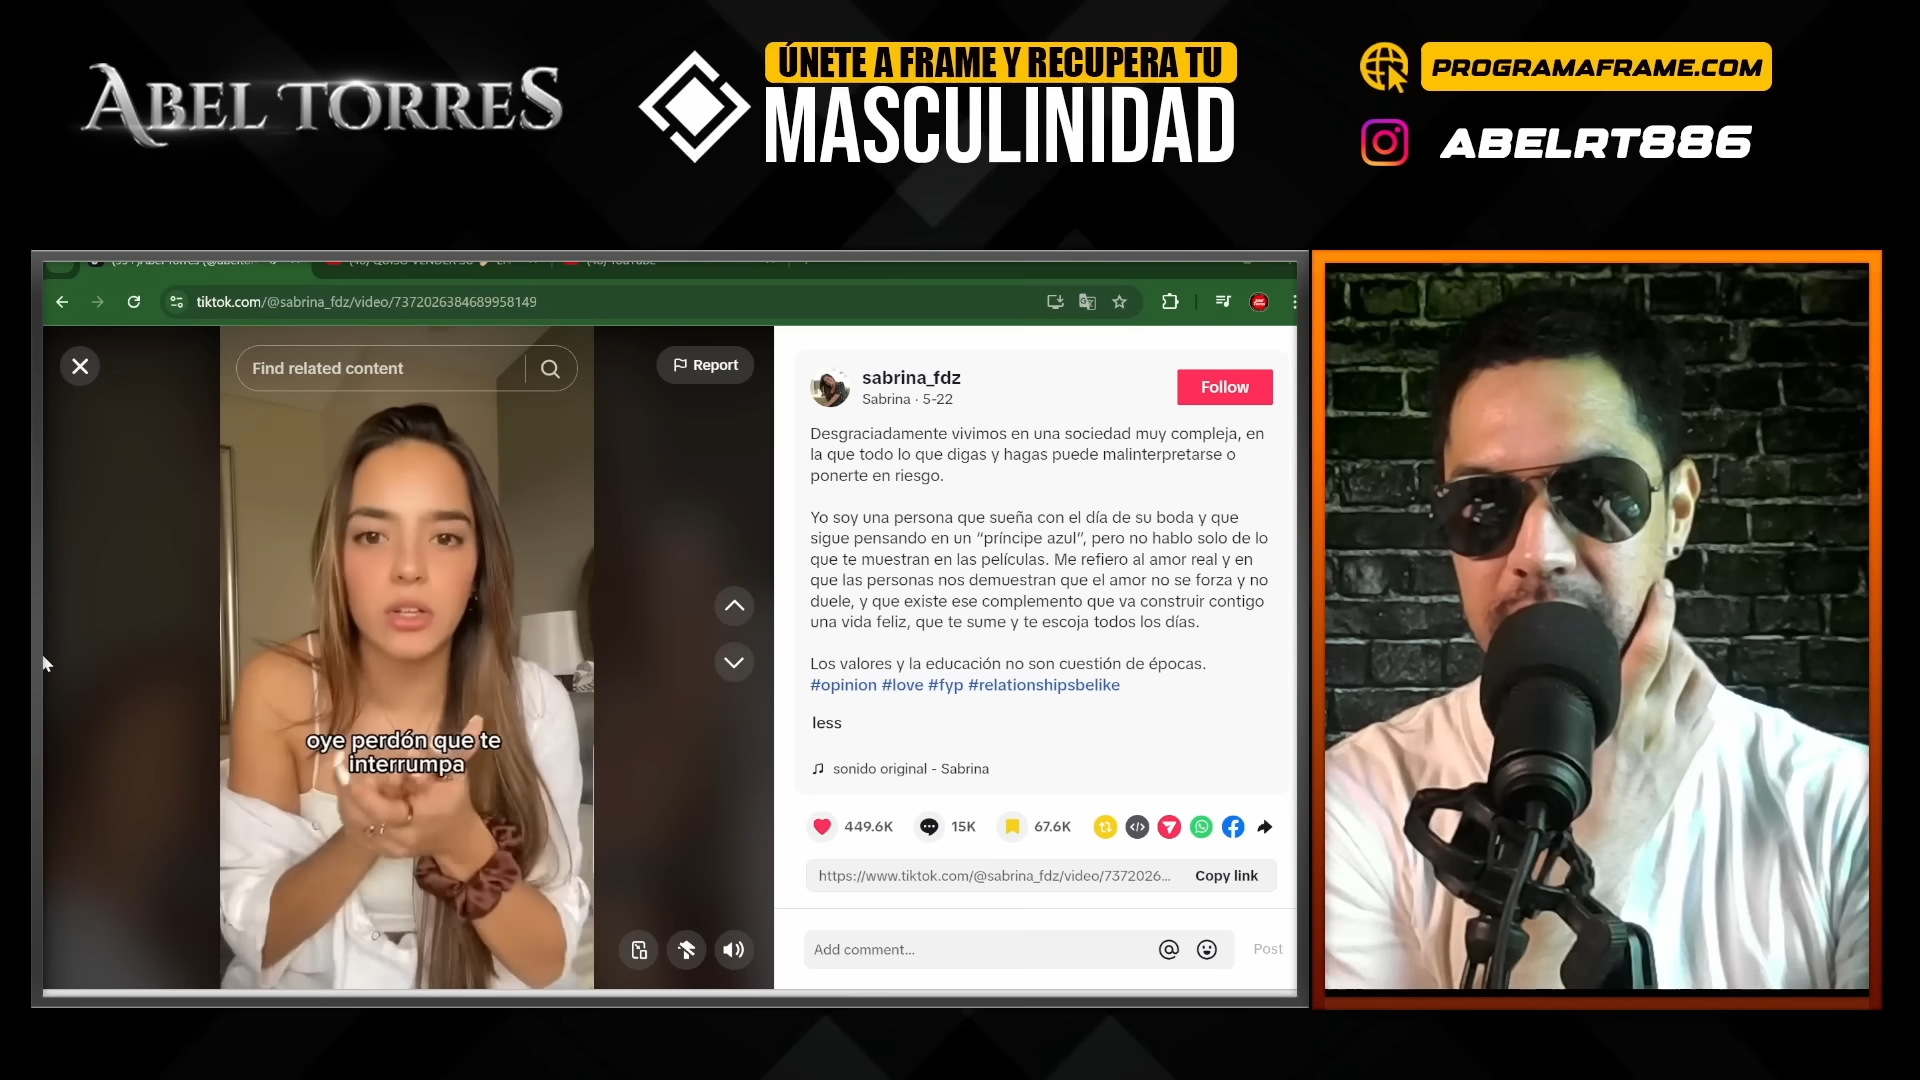 ABEL TORRES
ÚNETE A FRAME Y RECUPERA TU
MASCULINIDAD
PROGRAMAFRAME.COM
ABELRT886
tiktok.com/@sabrina_fdz/video/7372026384689958149
Find related content
Report
oye perdón que te
interrumpa
sabrina_fdz
Sabrina · 5-22
Follow
Desgraciadamente vivimos en una sociedad muy compleja, en
la que todo lo que digas y hagas puede malinterpretarse o
ponerte en riesgo.
Yo soy una persona que sueña con el día de su boda y que
sigue pensando en un “príncipe azul”, pero no hablo solo de lo
que te muestran en las películas. Me refiero al amor real y en
que las personas nos demuestran que el amor no se forza y no
duele, y que existe ese complemento que va construir contigo
una vida feliz, que te sume y te escoja todos los días.
Los valores y la educación no son cuestión de épocas.
#opinion #love #fyp #relationshipsbelike
less
sonido original - Sabrina
449.6K
15K
67.6K
https://www.tiktok.com/@sabrina_fdz/video/7372026...
Copy link
Add comment...
Post